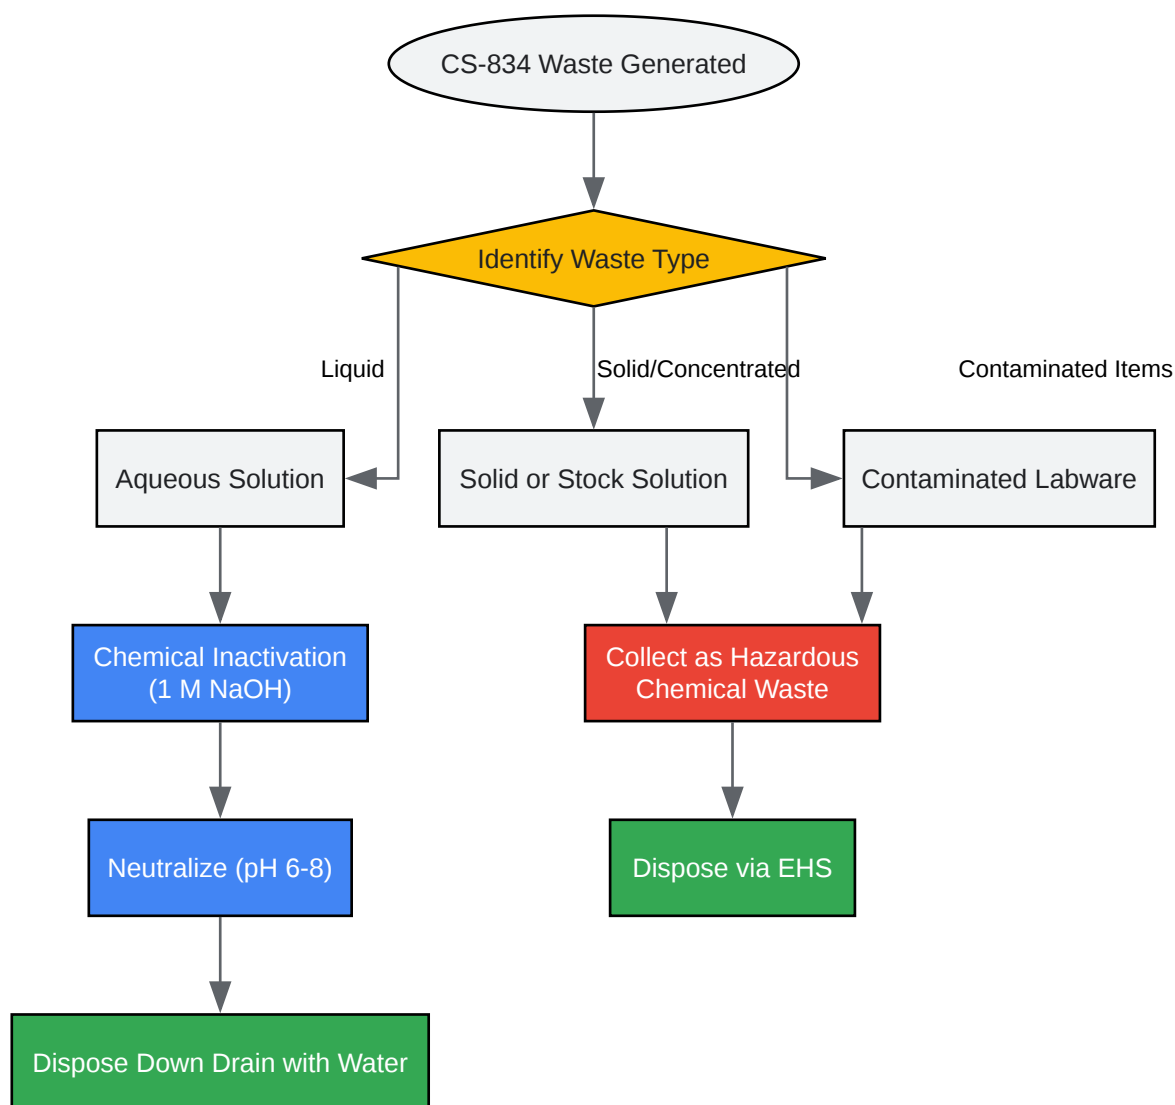 CS-834 Waste Generated
Identify Waste Type
Liquid
Solid/Concentrated
Contaminated Items
Aqueous Solution
Solid or Stock Solution
Contaminated Labware
Chemical Inactivation
(1 M NaOH)
Collect as Hazardous
Chemical Waste
Neutralize (pH 6-8)
Dispose via EHS
Dispose Down Drain with Water